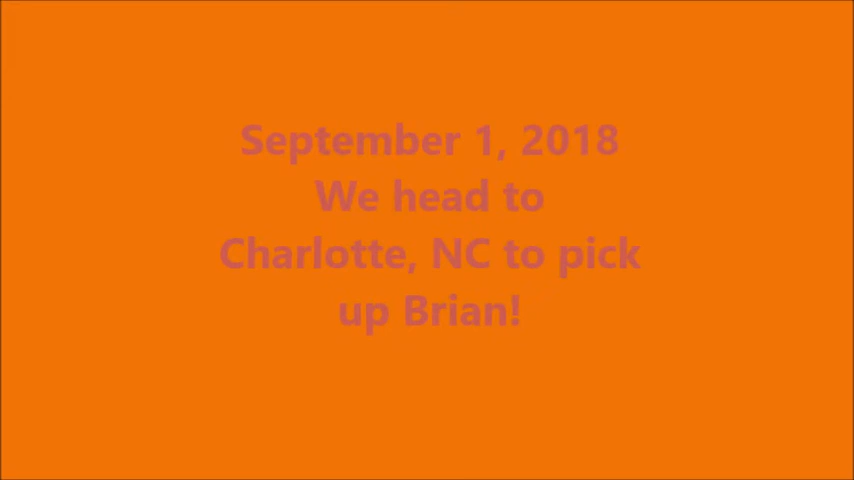 September 1, 2018
We head to
Charlotte, NC to pick
up Brian!